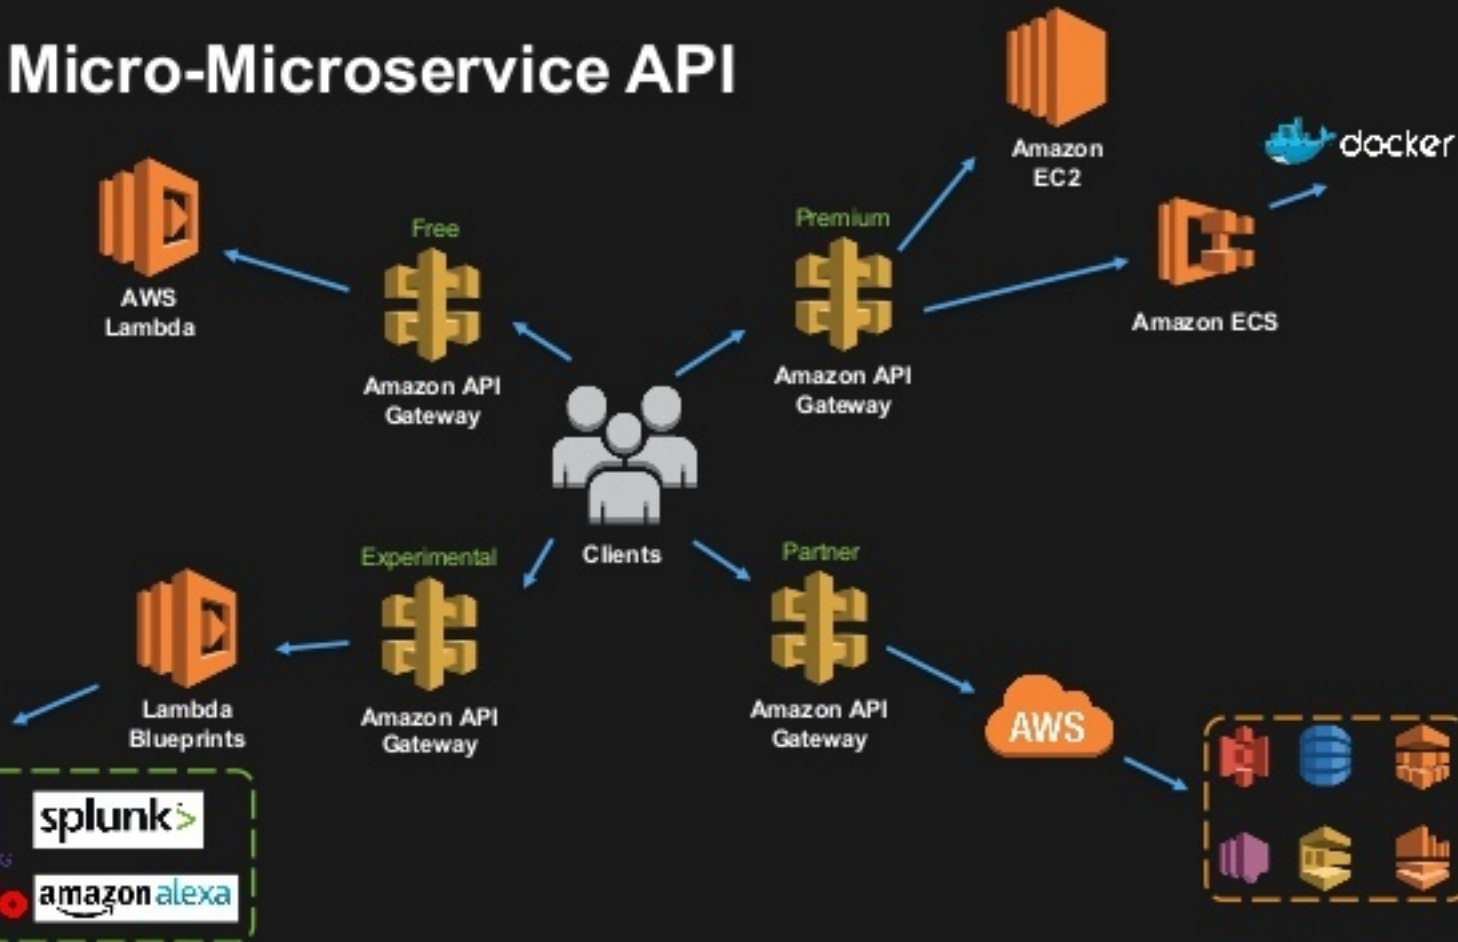 Micro-Microservice API
Amazon
EC2
docker
AWS
Lambda
Free
Amazon API
Gateway
Premium
Amazon API
Gateway
Amazon ECS
Clients
Experimental
Amazon API
Gateway
Partner
Amazon API
Gateway
Lambda
Blueprints
AWS
splunk>
amazon alexa